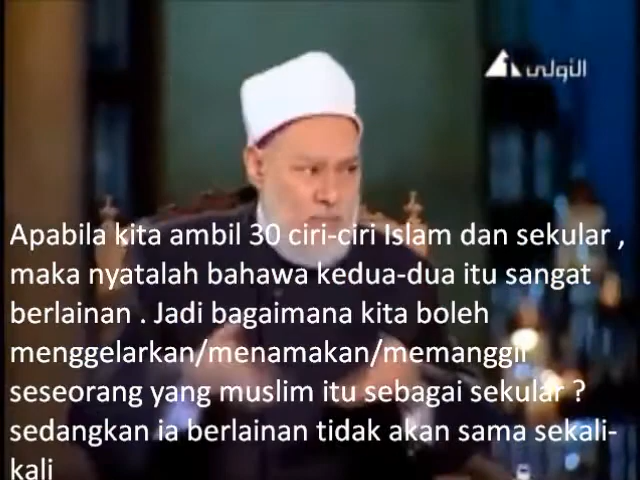 الأولى
Apabila kita ambil 30 ciri-ciri Islam dan sekular ,
maka nyatalah bahawa kedua-dua itu sangat
berlainan . Jadi bagaimana kita boleh
menggelarkan/menamakan/memanggil
seseorang yang muslim itu sebagai sekular ?
sedangkan ia berlainan tidak akan sama sekali-
kali